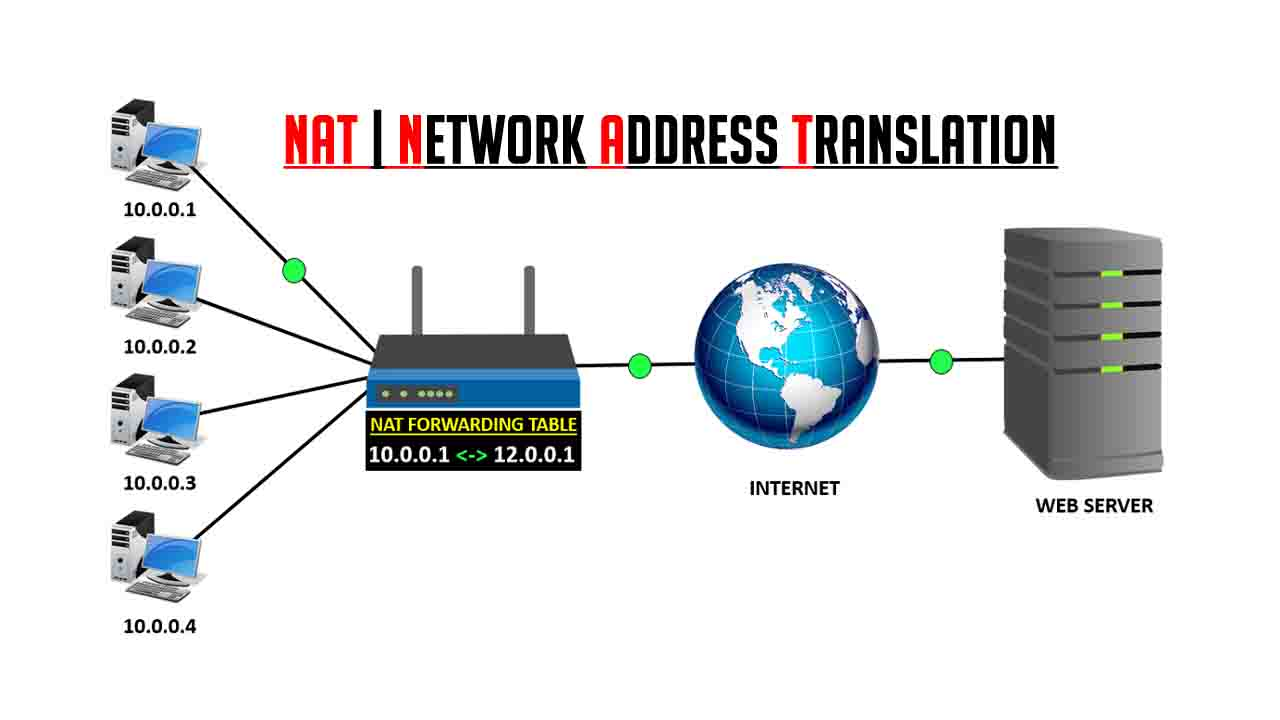 NAT | NETWORK ADDRESS TRANSLATION
10.0.0.1
10.0.0.2
10.0.0.3
10.0.0.4
NAT FORWARDING TABLE
10.0.0.1 <-> 12.0.0.1
INTERNET
WEB SERVER